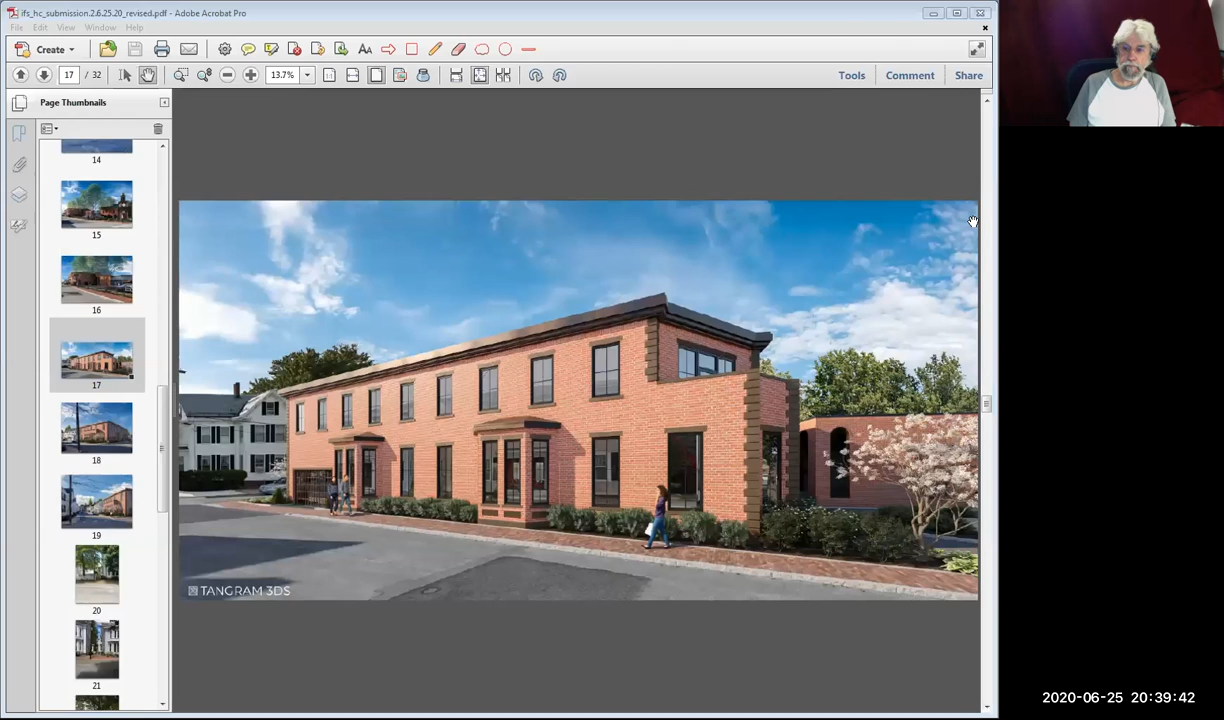 ifs_hc_submission.2.6.25.20_revised.pdf - Adobe Acrobat Pro
File Edit View Window Help
Create
17 / 32 13.7% Tools Comment Share
Page Thumbnails
14
15
16
17
18
19
20
21
TANGRAM 3DS
2020-06-25 20:39:42